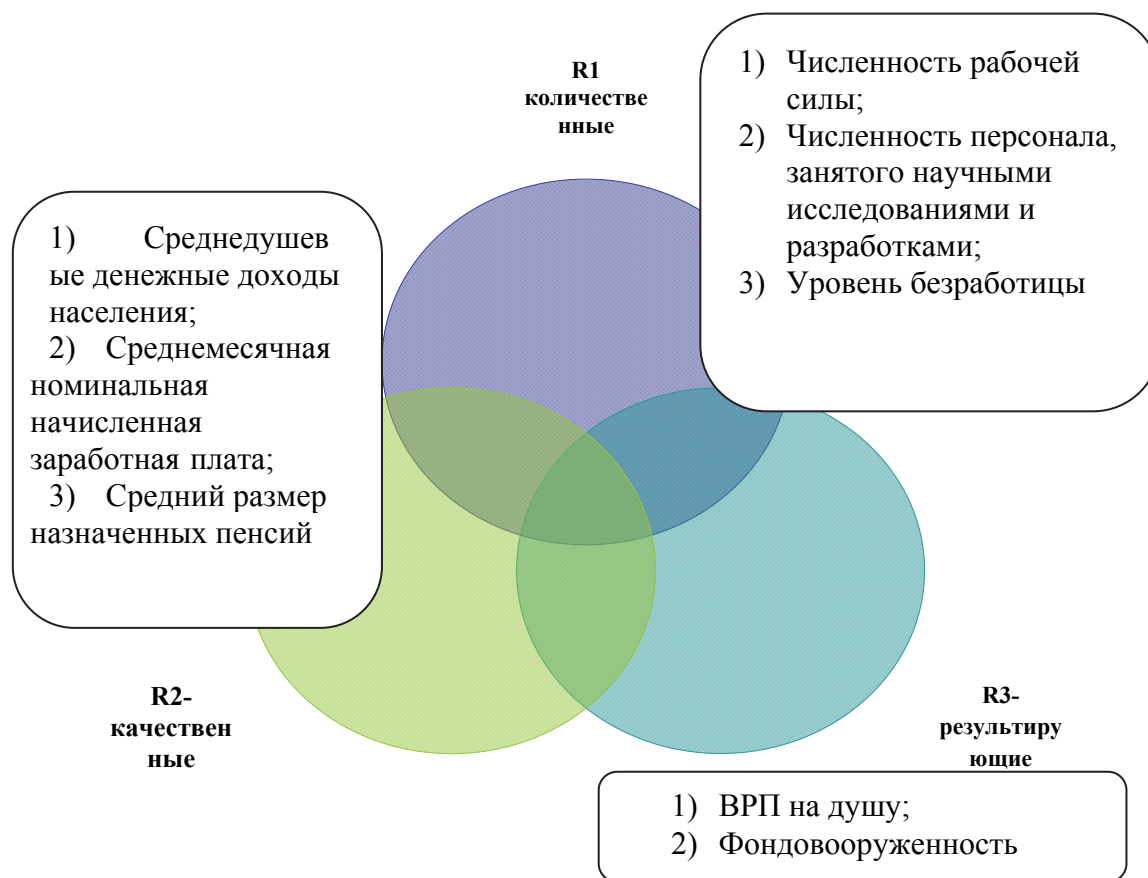 R1
количестве
нные
1) Численность рабочей
силы;
2) Численность персонала,
занятого научными
исследованиями и
разработками;
3) Уровень безработицы
1) Среднедушев
ые денежные доходы
населения;
2) Среднемесячная
номинальная
начисленная
заработная плата;
3) Средний размер
назначенных пенсий
R2-
качествен
ные
R3-
результиру
ющие
1) ВРП на душу;
2) Фондовооруженность